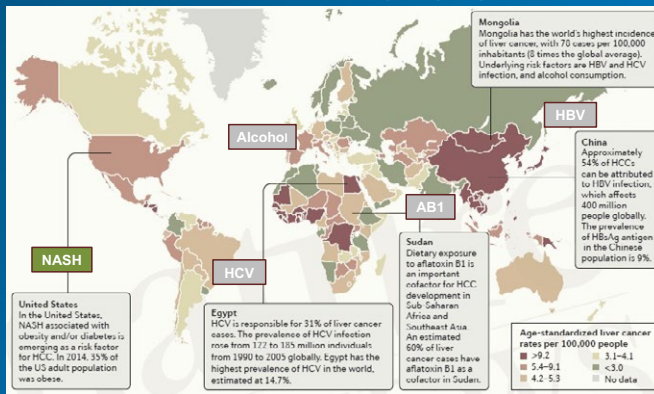 Mongolia
Mongolia has the world's highest incidence
of liver cancer, with 70 cases per 100,000
inhabitants (8 times the global average).
Underlying risk factors are HBV and HCV
infection, and alcohol consumption.
HBV
Alcohol
China
Approximately
54% of HCCs
can be attributed
to HBV infection,
which affects
400 million
people globally.
The prevalence
of HBsAg antigen
in the Chinese
population is 9%.
AB1
NASH
HCV
Sudan
Dietary exposure
to aflatoxin B1 is
an important
cofactor for HCC
development in
Sub-Saharan
Africa and
Southeast Asia.
An estimated
60% of liver
cancer cases have
aflatoxin B1 as a
cofactor in Sudan.
United States
In the United States,
NASH associated with
obesity and/or diabetes is
emerging as a risk factor
for HCC. In 2014, 35% of
the US adult population
was obese.
Egypt
HCV is responsible for 31% of liver cancer
cases. The prevalence of HCV infection
rose from 122 to 185 million individuals
from 1990 to 2005 globally. Egypt has the
highest prevalence of HCV in the world,
estimated at 14.7%.
Age-standardized liver cancer
rates per 100,000 people
>9.2
5.4–9.1
4.2–5.3
3.1–4.1
<3.0
No data